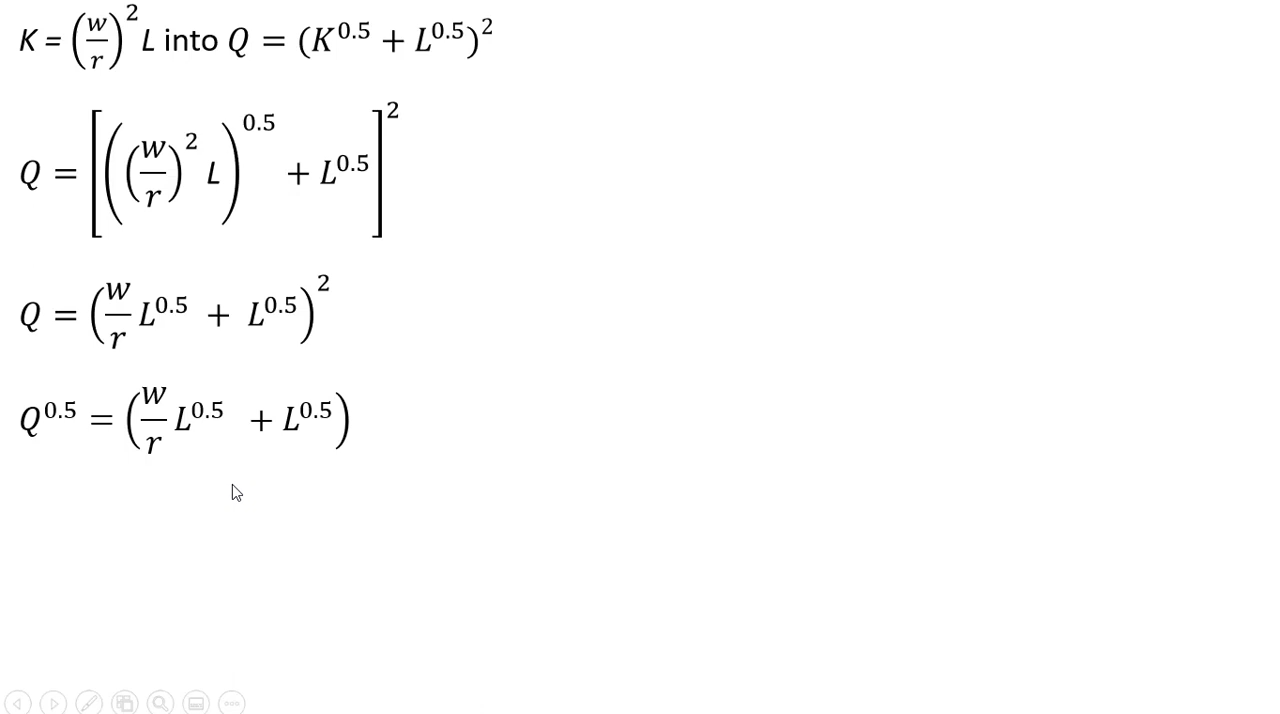 K = (w/r)² L into Q = (K^0.5 + L^0.5)²
Q = [((w/r)² L)^0.5 + L^0.5]²
Q = (w/r L^0.5 + L^0.5)²
Q^0.5 = (w/r L^0.5 + L^0.5)